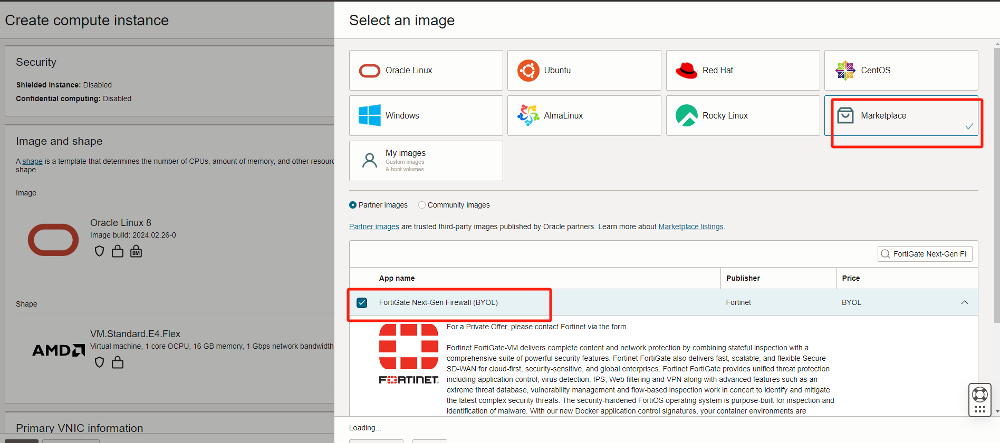 Create compute instance
Security
Shielded instance: Disabled
Confidential computing: Disabled
Image and shape
A shape is a template that determines the number of CPUs, amount of memory, and other
shape.
Image
Oracle Linux 8
Image build: 2024.02.26-0
BM
Shape
AMD
VM.Standard.E4.Flex
Virtual machine, 1 core OCPU, 16 GB memory, 1 Gbps network bandwidth
Primary VNIC information
Select an image
Oracle Linux
Ubuntu
Red Hat
CentOS
Windows
AlmaLinux
Rocky Linux
Marketplace
My images
Custom images
& boot volumes
Partner images
Community images
Partner images are trusted third-party images published by Oracle partners. Learn more about Marketplace listings.
FortiGate Next-Gen Fi
App name
Publisher
Price
FortiGate Next-Gen Firewall (BYOL)
Fortinet
BYOL
FORTINET
For a Private Offer, please contact Fortinet via the form.
Fortinet FortiGate-VM delivers complete content and network protection by combining stateful inspection with a
comprehensive suite of powerful security features. Fortinet FortiGate also delivers fast, scalable, and flexible Secure
SD-WAN for cloud-first, security-sensitive, and global enterprises. Fortinet FortiGate provides unified threat protection
including application control, virus detection, IPS, Web filtering and VPN along with advanced features such as an
extreme threat database, vulnerability management and flow-based inspection work in concert to identify and mitigate
the latest complex security threats. The security-hardened FortiOS operating system is purpose-built for inspection and
identification of malware. With our new Docker application control signatures, your container environments are
Loading...